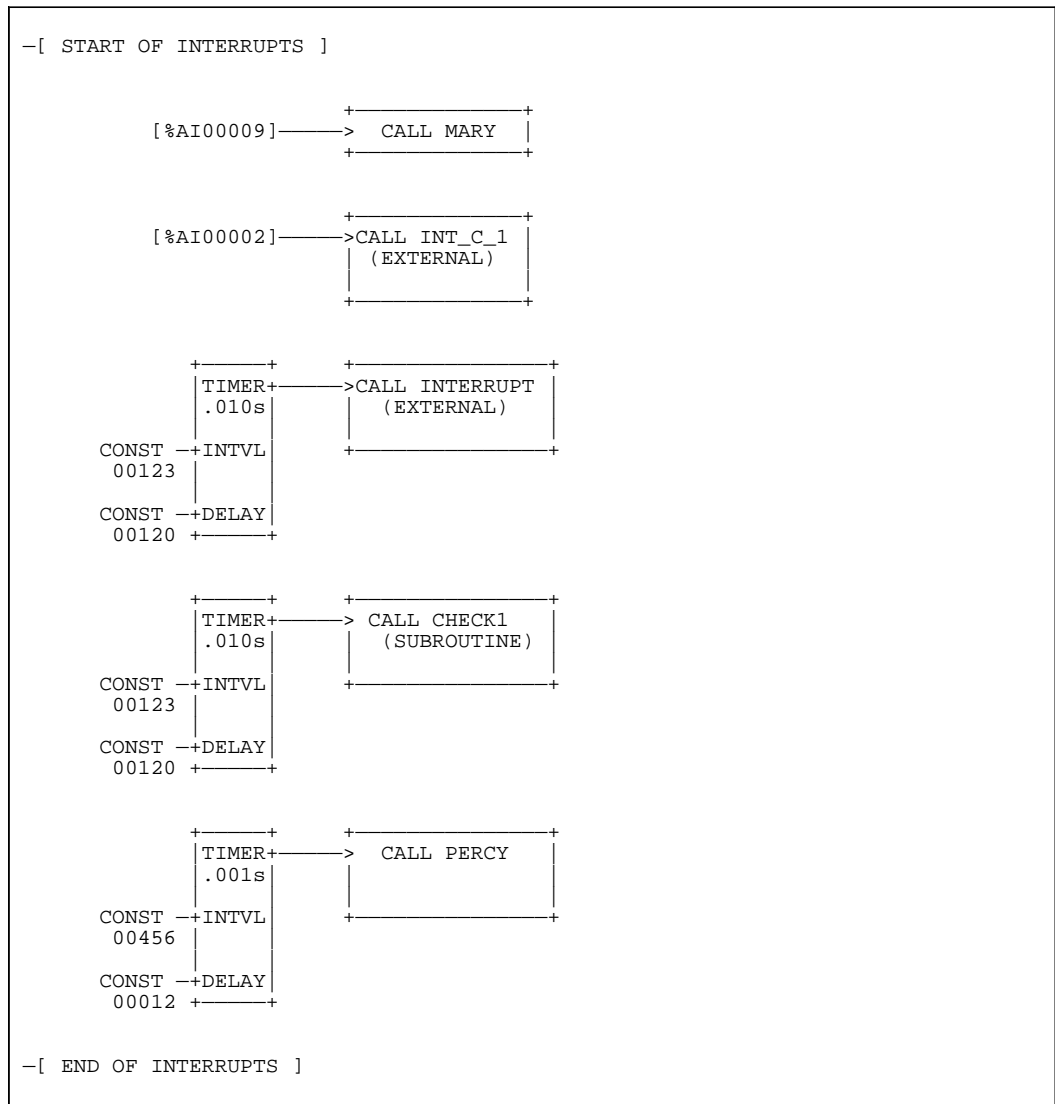 —[ START OF INTERRUPTS ]
[%AI00009]—————> CALL MARY
[%AI00002]—————>CALL INT_C_1
(EXTERNAL)
TIMER+—————>CALL INTERRUPT
.010s (EXTERNAL)
CONST —+INTVL
00123
CONST —+DELAY
00120
TIMER+—————> CALL CHECK1
.010s (SUBROUTINE)
CONST —+INTVL
00123
CONST —+DELAY
00120
TIMER+—————> CALL PERCY
.001s
CONST —+INTVL
00456
CONST —+DELAY
00012
—[ END OF INTERRUPTS ]